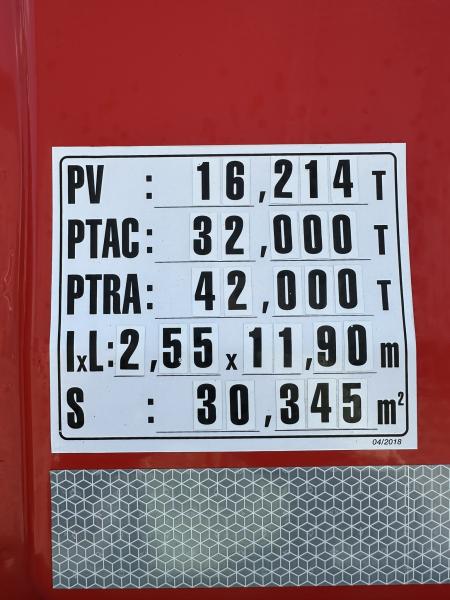 PV : 16,214 T
PTAC: 32,000 T
PTRA: 42,000 T
IxL: 2,55 x 11,90 m
S : 30,345 m²
04/2018